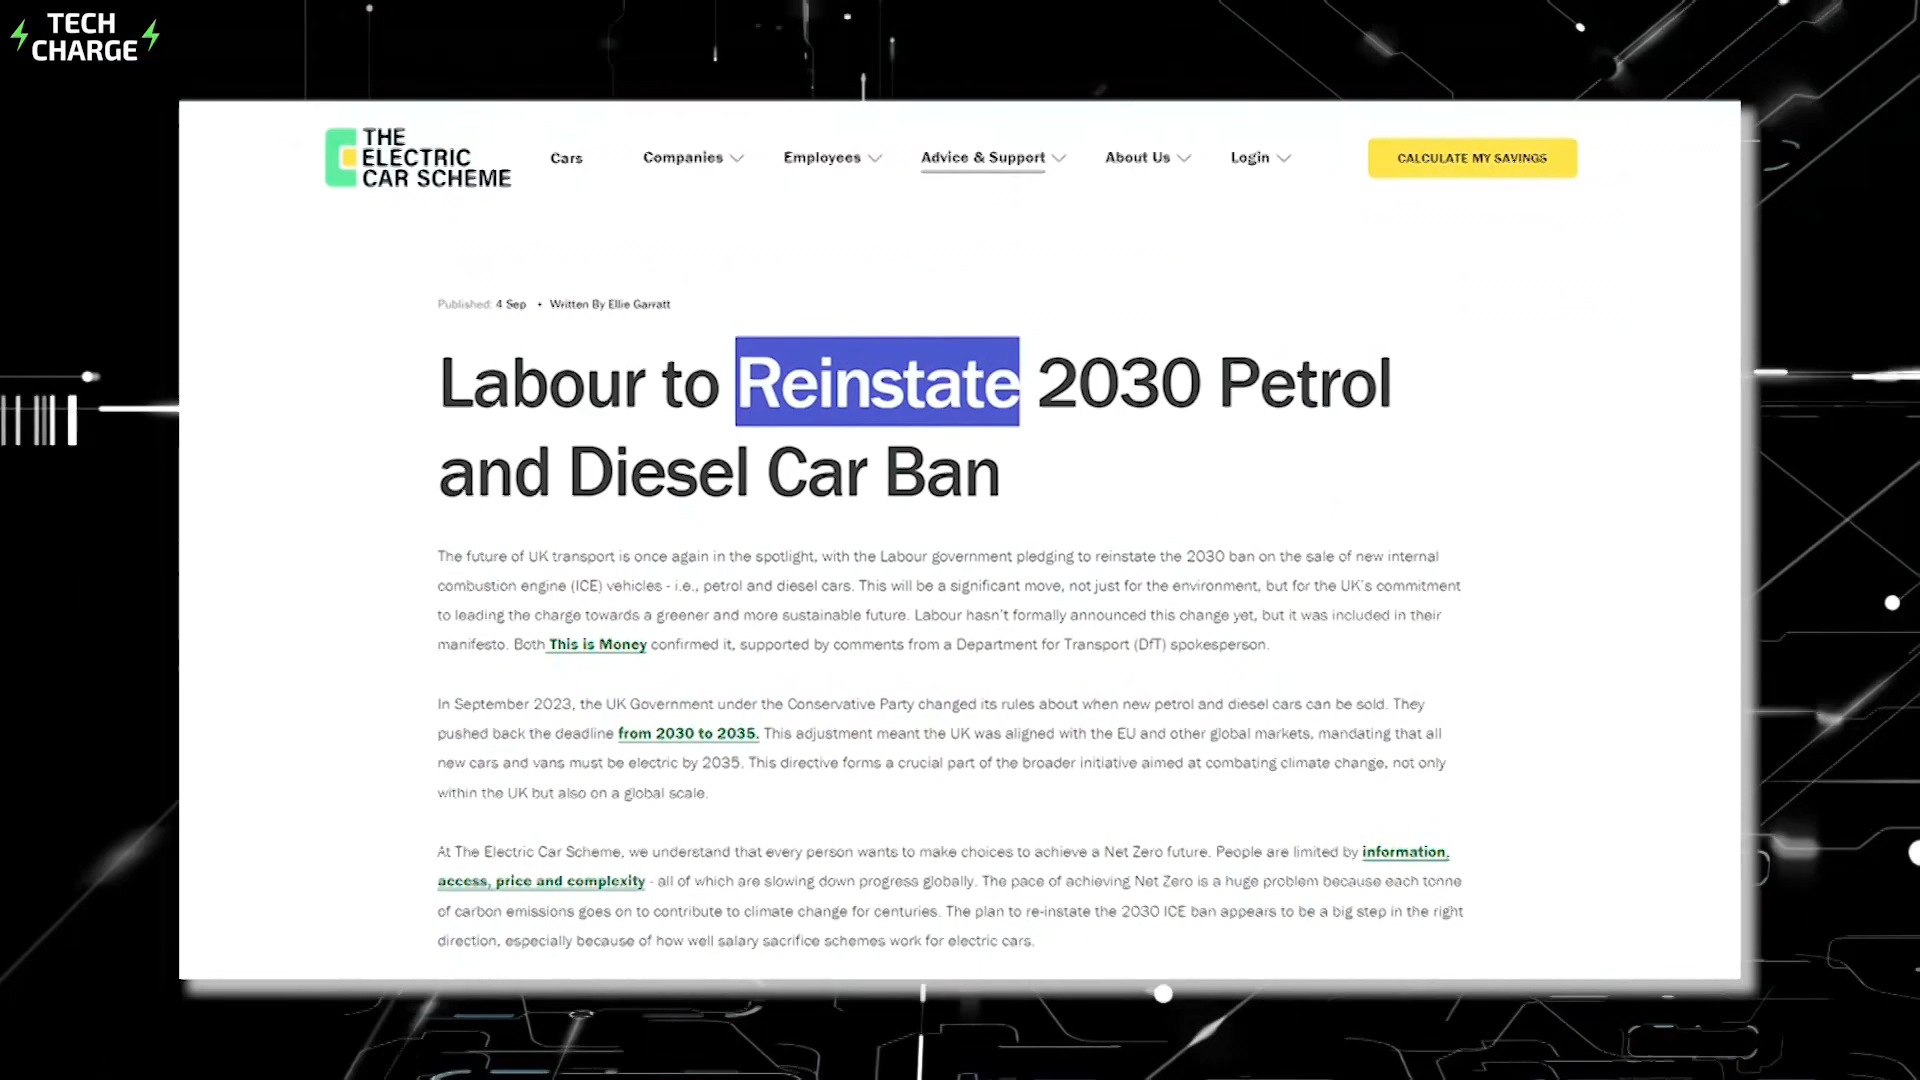 TECH
CHARGE
THE
ELECTRIC
CAR SCHEME
Cars
Companies
Employees
Advice & Support
About Us
Login
CALCULATE MY SAVINGS
Published: 4 Sep • Written By Ellie Garratt
Labour to Reinstate 2030 Petrol
and Diesel Car Ban
The future of UK transport is once again in the spotlight, with the Labour government pledging to reinstate the 2030 ban on the sale of new internal
combustion engine (ICE) vehicles - i.e., petrol and diesel cars. This will be a significant move, not just for the environment, but for the UK's commitment
to leading the charge towards a greener and more sustainable future. Labour hasn't formally announced this change yet, but it was included in their
manifesto. Both This is Money confirmed it, supported by comments from a Department for Transport (DfT) spokesperson.
In September 2023, the UK Government under the Conservative Party changed its rules about when new petrol and diesel cars can be sold. They
pushed back the deadline from 2030 to 2035. This adjustment meant the UK was aligned with the EU and other global markets, mandating that all
new cars and vans must be electric by 2035. This directive forms a crucial part of the broader initiative aimed at combating climate change, not only
within the UK but also on a global scale.
At The Electric Car Scheme, we understand that every person wants to make choices to achieve a Net Zero future. People are limited by information,
access, price and complexity - all of which are slowing down progress globally. The pace of achieving Net Zero is a huge problem because each tonne
of carbon emissions goes on to contribute to climate change for centuries. The plan to re-instate the 2030 ICE ban appears to be a big step in the right
direction, especially because of how well salary sacrifice schemes work for electric cars.